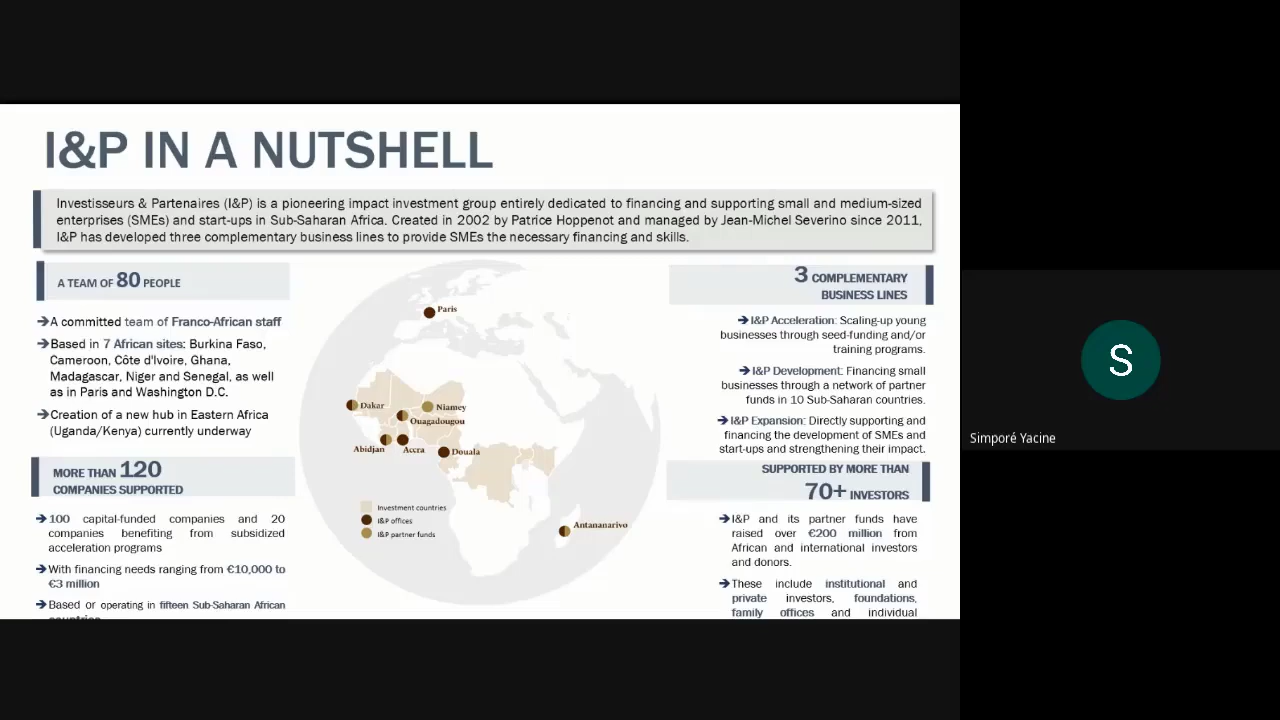 I&P IN A NUTSHELL
Investisseurs & Partenaires (I&P) is a pioneering impact investment group entirely dedicated to financing and supporting small and medium-sized
enterprises (SMEs) and start-ups in Sub-Saharan Africa. Created in 2002 by Patrice Hoppenot and managed by Jean-Michel Severino since 2011,
I&P has developed three complementary business lines to provide SMEs the necessary financing and skills.
A TEAM OF 80 PEOPLE
➔A committed team of Franco-African staff
➔Based in 7 African sites: Burkina Faso,
Cameroon, Côte d'Ivoire, Ghana,
Madagascar, Niger and Senegal, as well
as in Paris and Washington D.C.
➔Creation of a new hub in Eastern Africa
(Uganda/Kenya) currently underway
MORE THAN 120
COMPANIES SUPPORTED
➔100 capital-funded companies and 20
companies benefiting from subsidized
acceleration programs
➔With financing needs ranging from €10,000 to
€3 million
➔Based or operating in fifteen Sub-Saharan African
countries
Paris
Dakar
Niamey
Ouagadougou
Abidjan
Accra
Douala
Antananarivo
Investment countries
I&P offices
I&P partner funds
3 COMPLEMENTARY
BUSINESS LINES
➔I&P Acceleration: Scaling-up young
businesses through seed-funding and/or
training programs.
➔I&P Development: Financing small
businesses through a network of partner
funds in 10 Sub-Saharan countries.
➔I&P Expansion: Directly supporting and
financing the development of SMEs and
start-ups and strengthening their impact.
SUPPORTED BY MORE THAN
70+ INVESTORS
➔I&P and its partner funds have
raised over €200 million from
African and international investors
and donors.
➔These include institutional and
private investors, foundations,
family offices and individual
S
Simporé Yacine